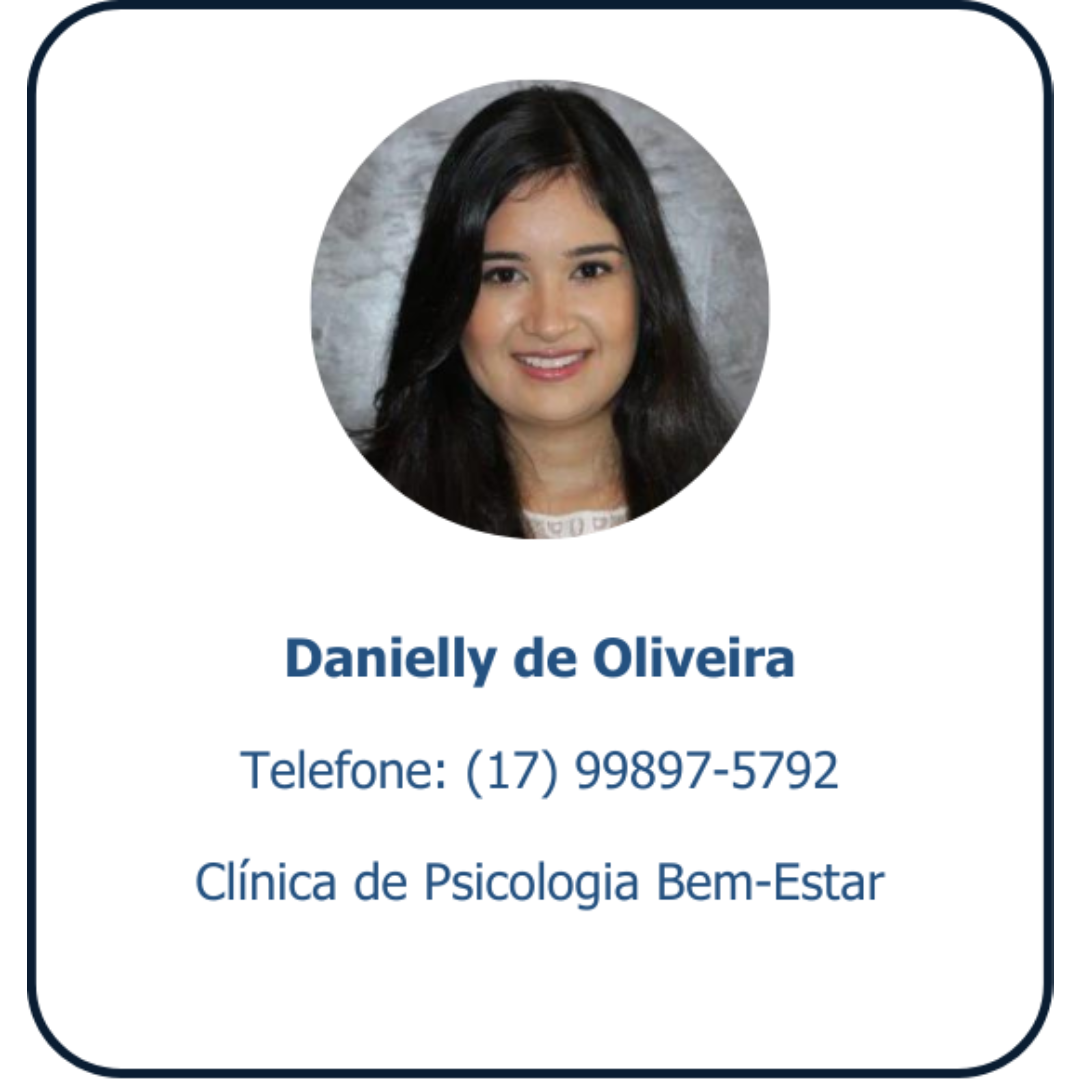 Danielly de Oliveira
Telefone: (17) 99897-5792
Clínica de Psicologia Bem-Estar